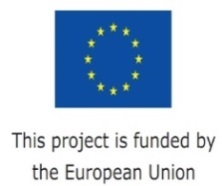 This project is funded by
the European Union